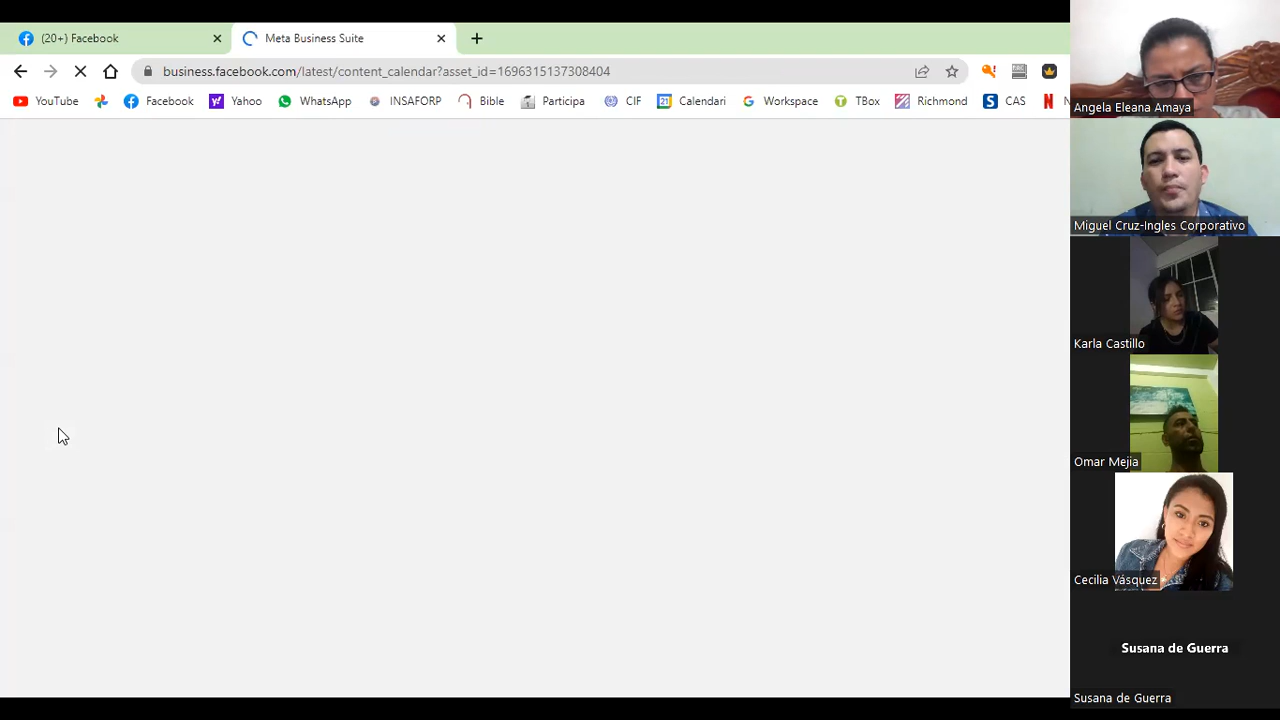 (20+) Facebook
Meta Business Suite
business.facebook.com/latest/content_calendar?asset_id=1696315137308404
YouTube
Facebook
Yahoo
WhatsApp
INSAFORP
Bible
Participa
CIF
Calendari
Workspace
TBox
Richmond
CAS
Angela Eleana Amaya
Miguel Cruz-Ingles Corporativo
Karla Castillo
Omar Mejia
Cecilia Vásquez
Susana de Guerra
Susana de Guerra